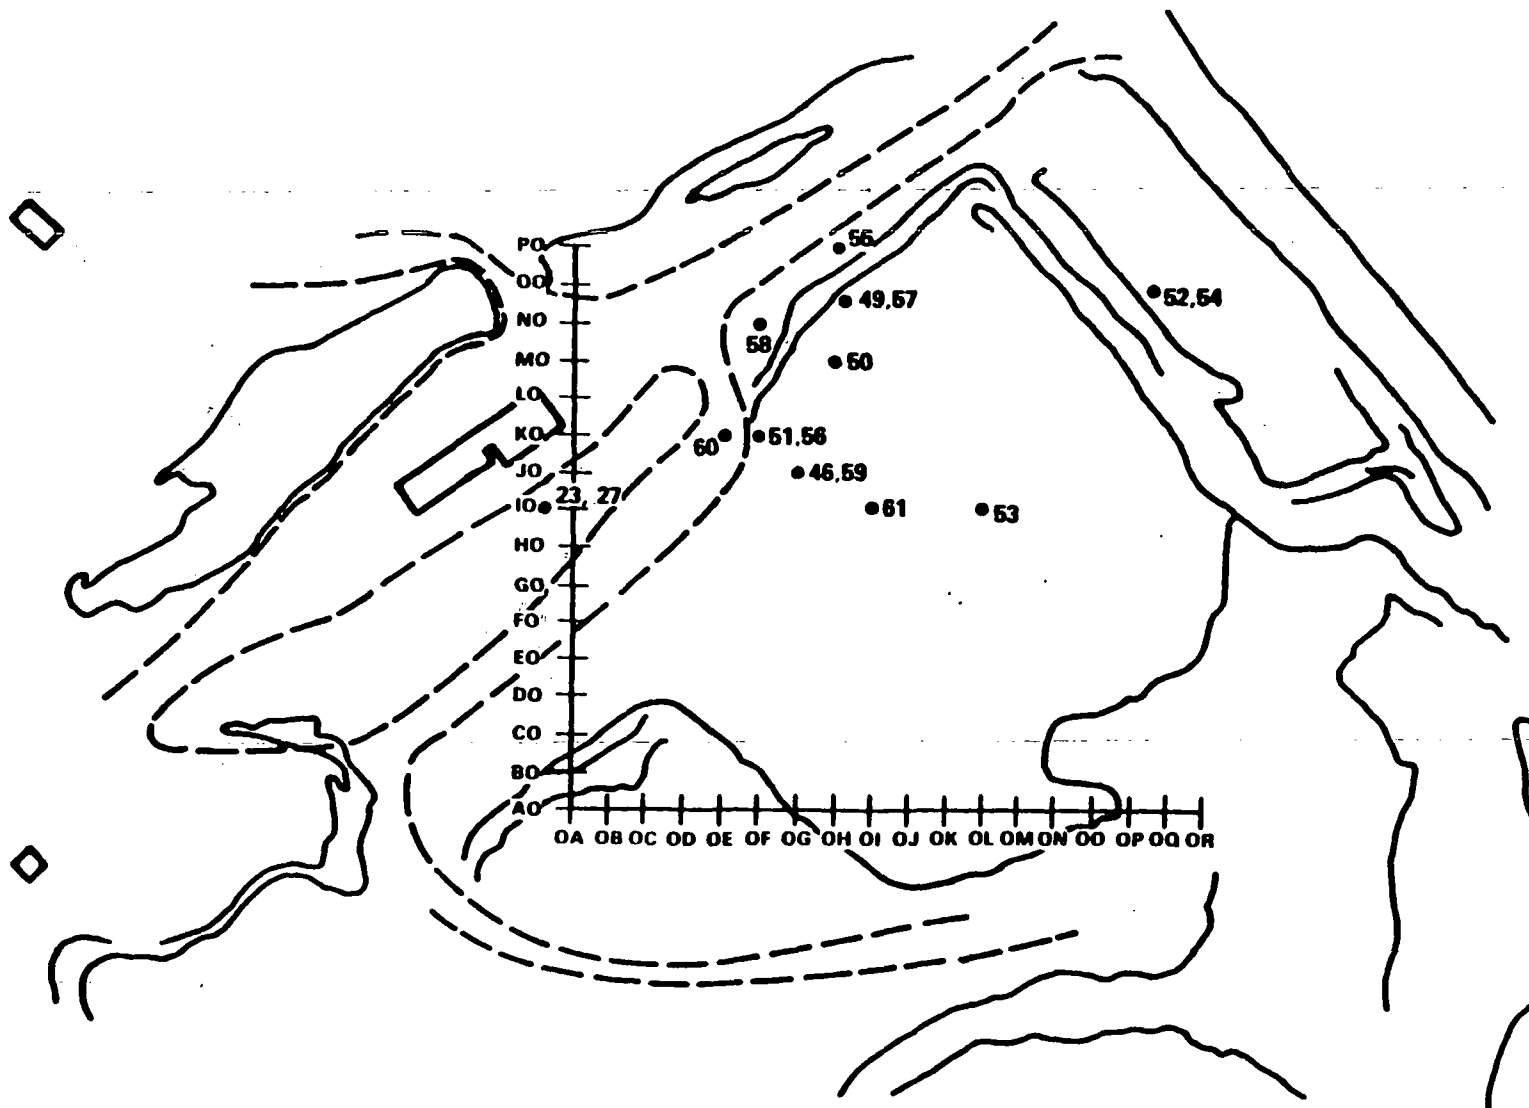 PO
55
OO
49,57
52,54
NO
58
MO
50
LO
KO
60
51,56
JO
46,59
23, 27
IO
61
53
HO
GO
FO
EO
DO
CO
BO
AO
OA OB OC OD OE OF OG OH OI OJ OK OL OM ON OO OP OQ OR